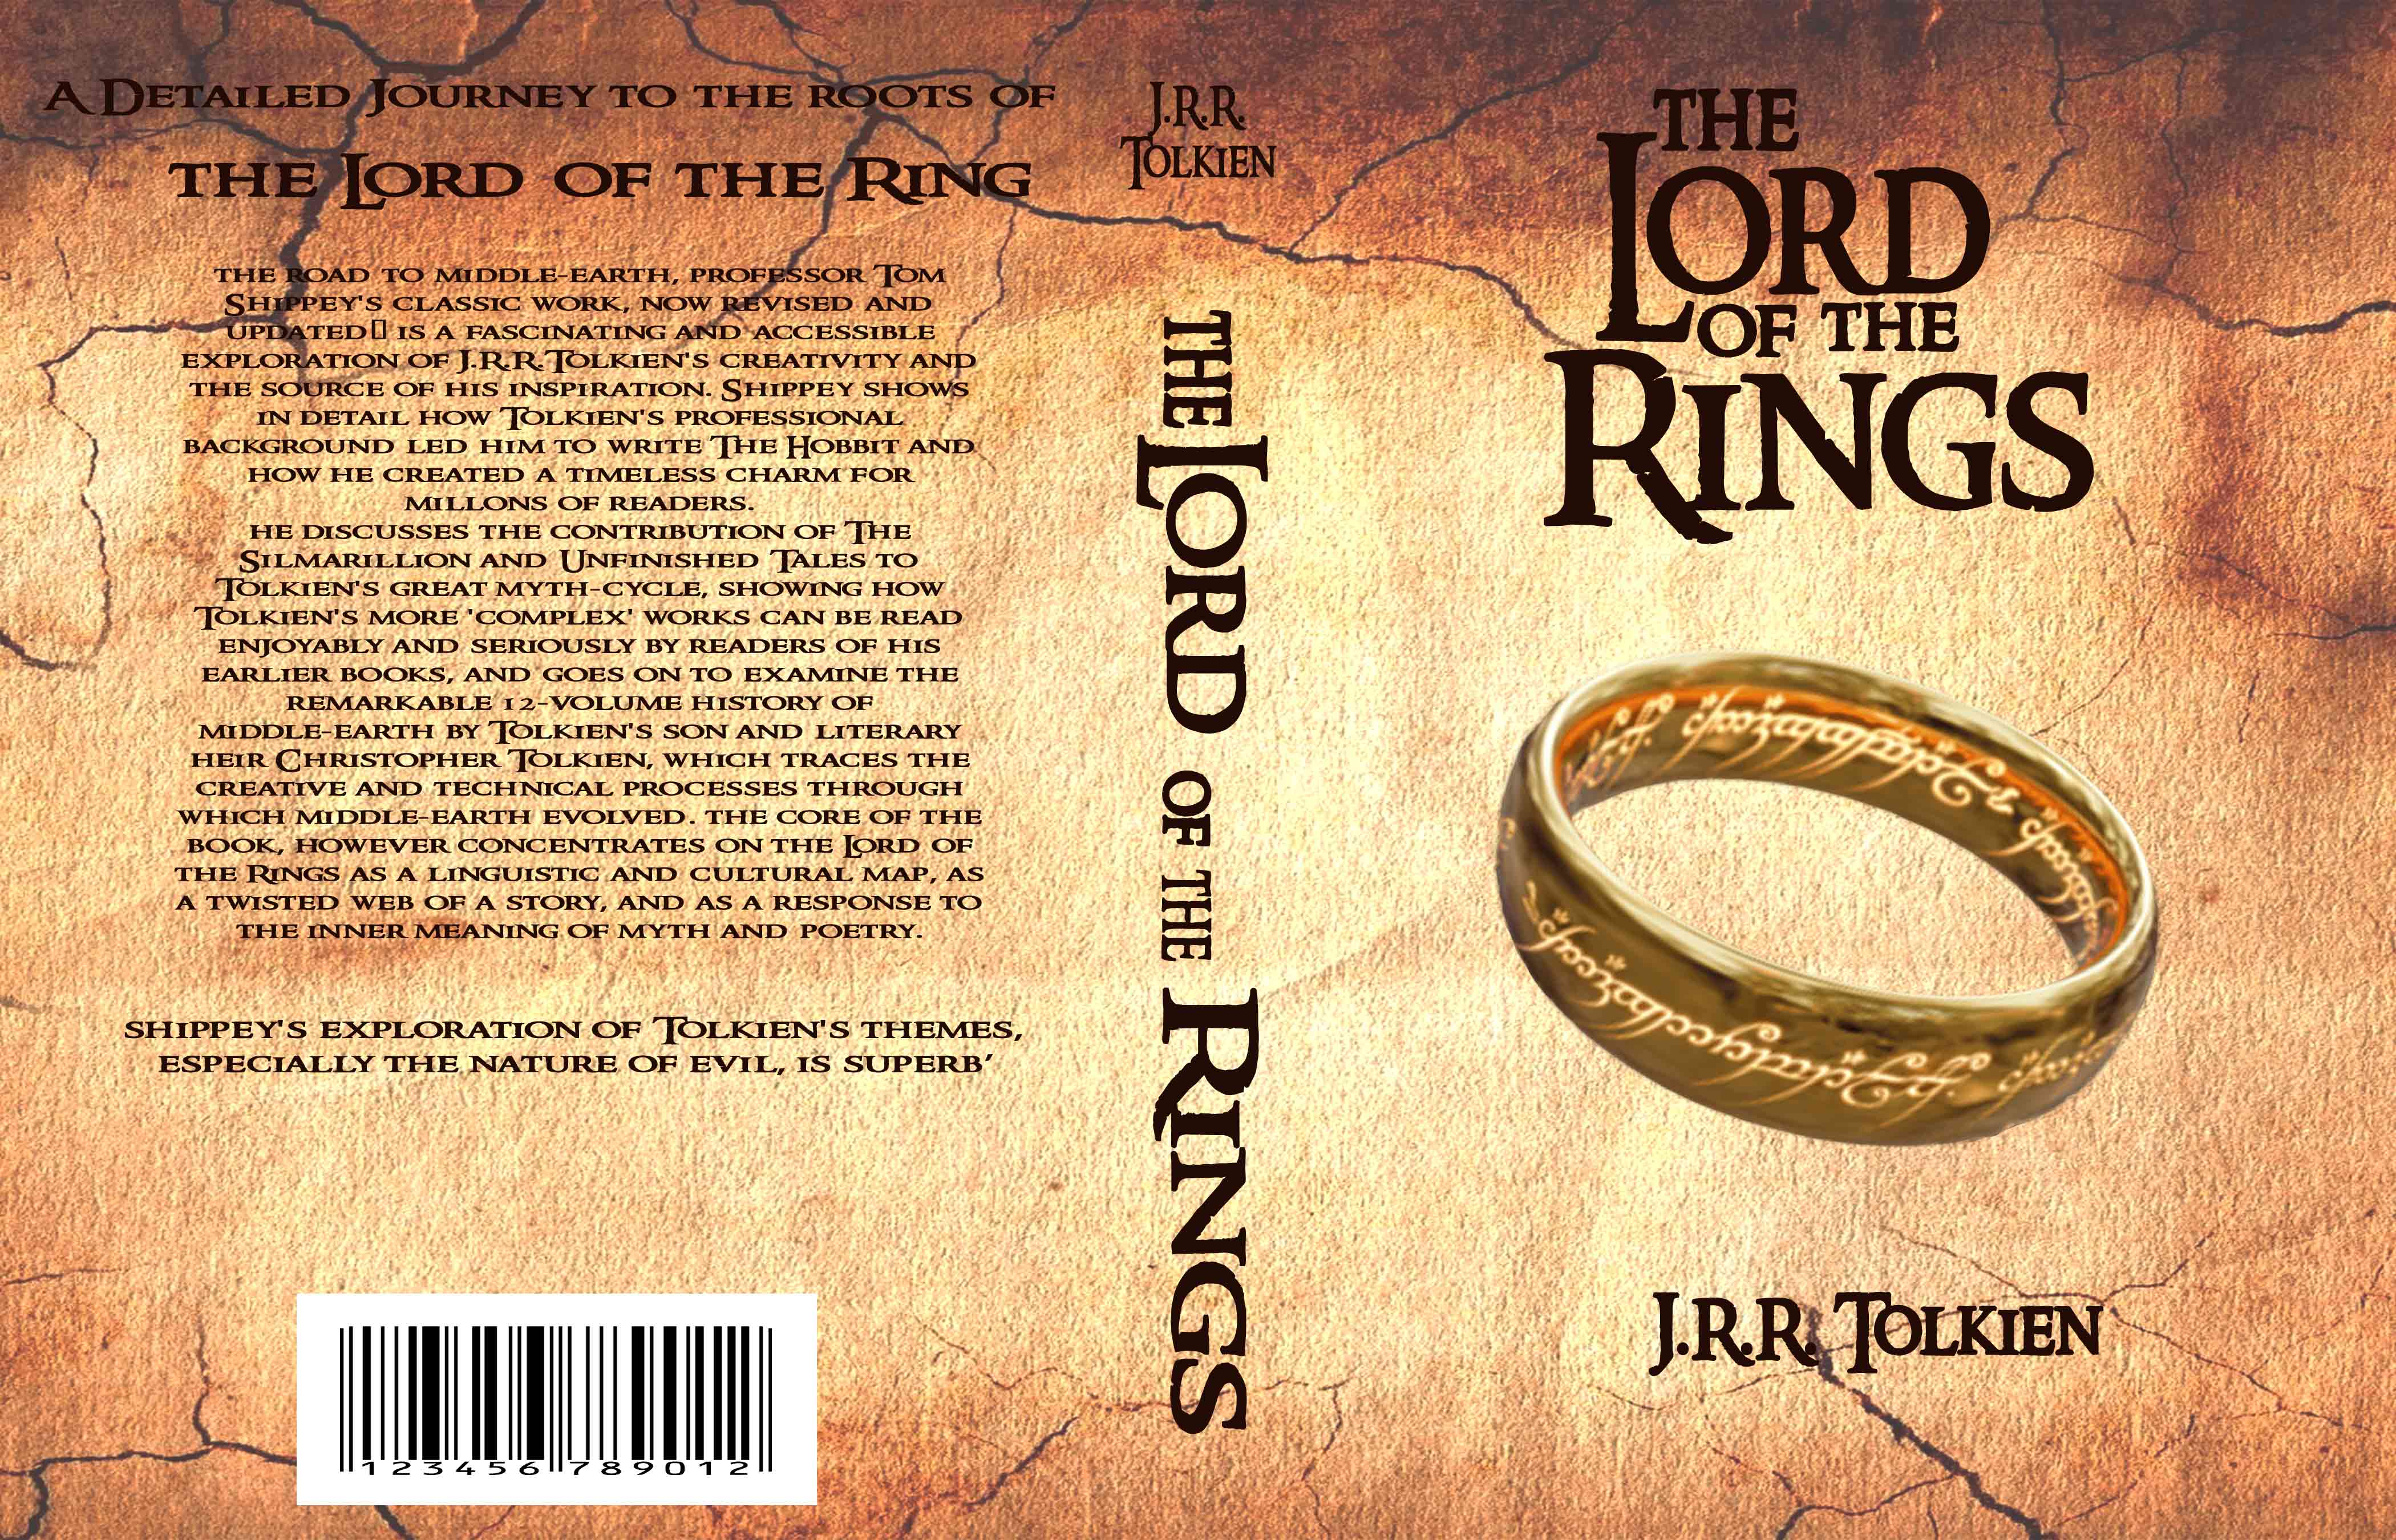 A Detailed Journey to the roots of
the Lord of the Ring
the road to middle-earth, professor Tom
Shippey's classic work, now revised and
updated▯ is a fascinating and accessible
exploration of J.R.R.Tolkien's creativity and
the source of his inspiration. Shippey shows
in detail how Tolkien's professional
background led him to write The Hobbit and
how he created a timeless charm for
millons of readers.
he discusses the contribution of The
Silmarillion and Unfinished Tales to
Tolkien's great myth-cycle, showing how
Tolkien's more 'complex' works can be read
enjoyably and seriously by readers of his
earlier books, and goes on to examine the
remarkable 12-volume history of
middle-earth by Tolkien's son and literary
heir Christopher Tolkien, which traces the
creative and technical processes through
which middle-earth evolved. the core of the
book, however concentrates on the Lord of
the Rings as a linguistic and cultural map, as
a twisted web of a story, and as a response to
the inner meaning of myth and poetry.
shippey's exploration of Tolkien's themes,
especially the nature of evil, is superb'
123456 789012
J.R.R.
Tolkien
THE LORD OF THE RINGS
THE
LORD
OF THE
RINGS
J.R.R. Tolkien